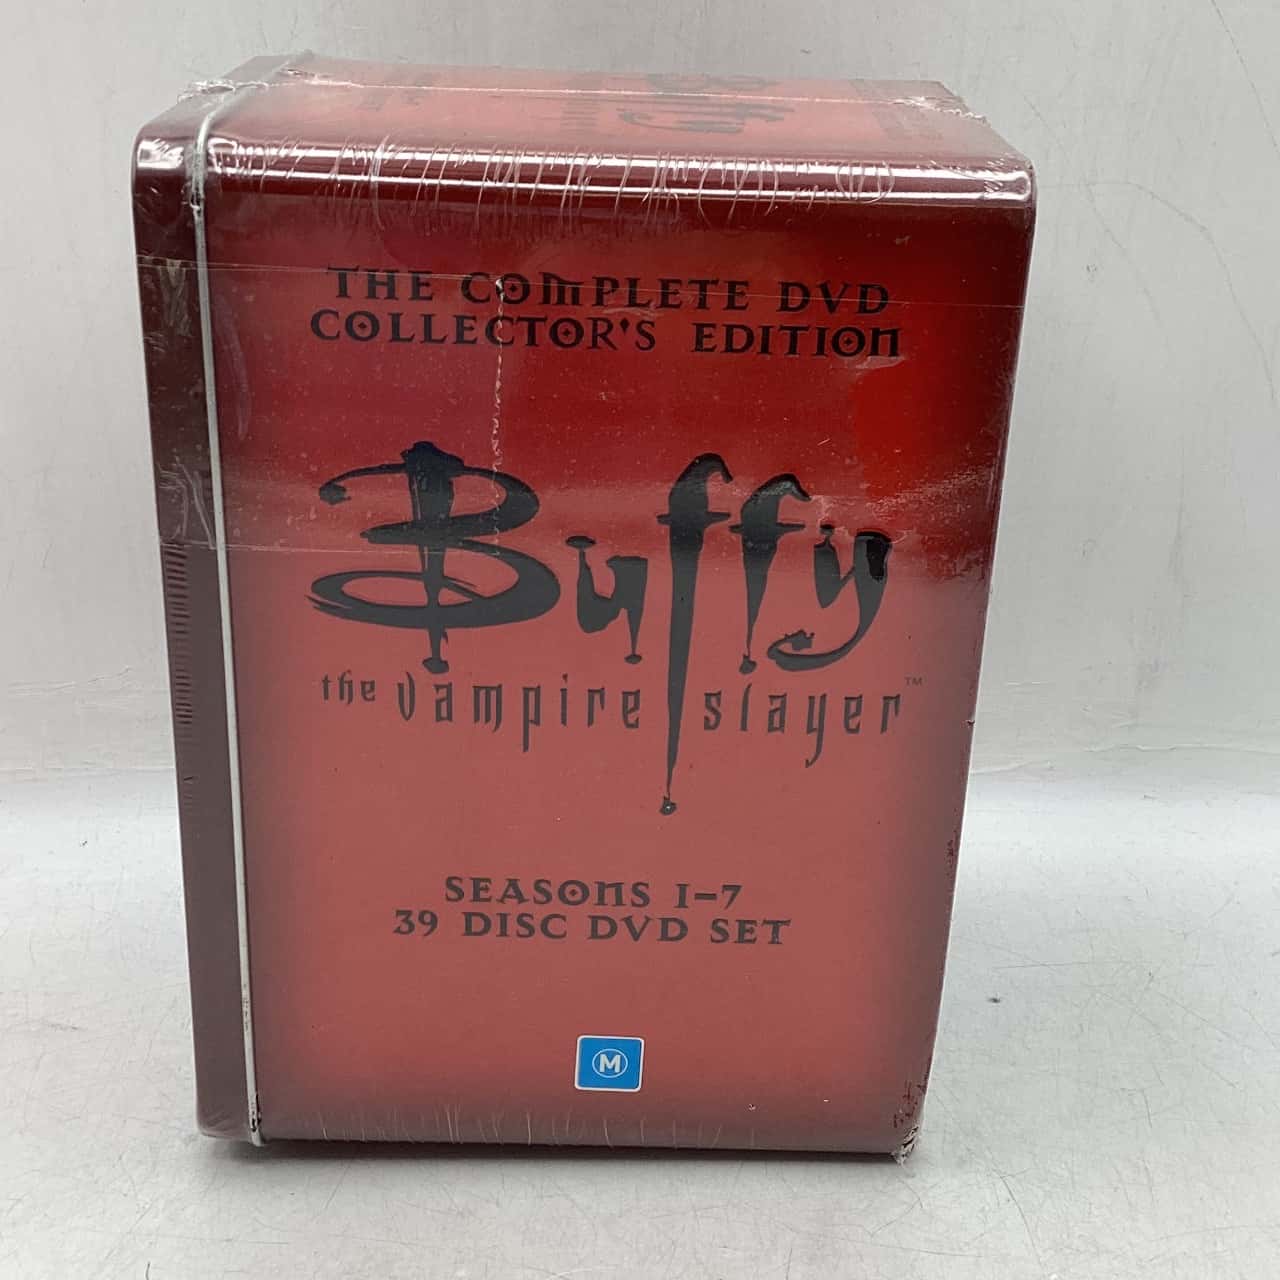 THE COMPLETE DVD
COLLECTOR'S EDITION
Buffy
the vampire slayer™
SEASONS 1-7
39 DISC DVD SET
M